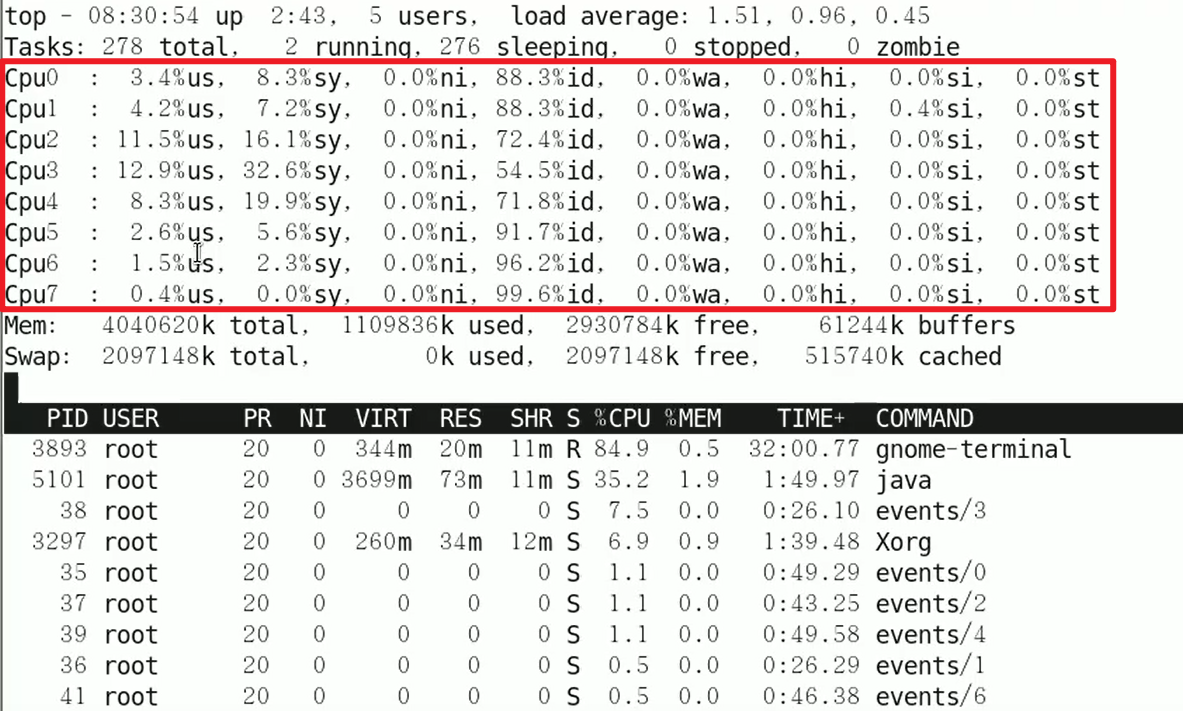 top - 08:30:54 up  2:43,  5 users,  load average: 1.51, 0.96, 0.45
Tasks: 278 total,   2 running, 276 sleeping,   0 stopped,   0 zombie
Cpu0  :  3.4%us,  8.3%sy,  0.0%ni, 88.3%id,  0.0%wa,  0.0%hi,  0.0%si,  0.0%st
Cpu1  :  4.2%us,  7.2%sy,  0.0%ni, 88.3%id,  0.0%wa,  0.0%hi,  0.4%si,  0.0%st
Cpu2  : 11.5%us, 16.1%sy,  0.0%ni, 72.4%id,  0.0%wa,  0.0%hi,  0.0%si,  0.0%st
Cpu3  : 12.9%us, 32.6%sy,  0.0%ni, 54.5%id,  0.0%wa,  0.0%hi,  0.0%si,  0.0%st
Cpu4  :  8.3%us, 19.9%sy,  0.0%ni, 71.8%id,  0.0%wa,  0.0%hi,  0.0%si,  0.0%st
Cpu5  :  2.6%us,  5.6%sy,  0.0%ni, 91.7%id,  0.0%wa,  0.0%hi,  0.0%si,  0.0%st
Cpu6  :  1.5%us,  2.3%sy,  0.0%ni, 96.2%id,  0.0%wa,  0.0%hi,  0.0%si,  0.0%st
Cpu7  :  0.4%us,  0.0%sy,  0.0%ni, 99.6%id,  0.0%wa,  0.0%hi,  0.0%si,  0.0%st
Mem:   4040620k total,  1109836k used,  2930784k free,    61244k buffers
Swap:  2097148k total,        0k used,  2097148k free,   515740k cached
PID USER      PR  NI  VIRT  RES  SHR S %CPU %MEM    TIME+  COMMAND
3893 root      20   0  344m  20m  11m R 84.9  0.5  32:00.77 gnome-terminal
5101 root      20   0 3699m  73m  11m S 35.2  1.9   1:49.97 java
38 root      20   0     0    0    0 S  7.5  0.0   0:26.10 events/3
3297 root      20   0  260m  34m  12m S  6.9  0.9   1:39.48 Xorg
35 root      20   0     0    0    0 S  1.1  0.0   0:49.29 events/0
37 root      20   0     0    0    0 S  1.1  0.0   0:43.25 events/2
39 root      20   0     0    0    0 S  1.1  0.0   0:49.58 events/4
36 root      20   0     0    0    0 S  0.5  0.0   0:26.29 events/1
41 root      20   0     0    0    0 S  0.5  0.0   0:46.38 events/6